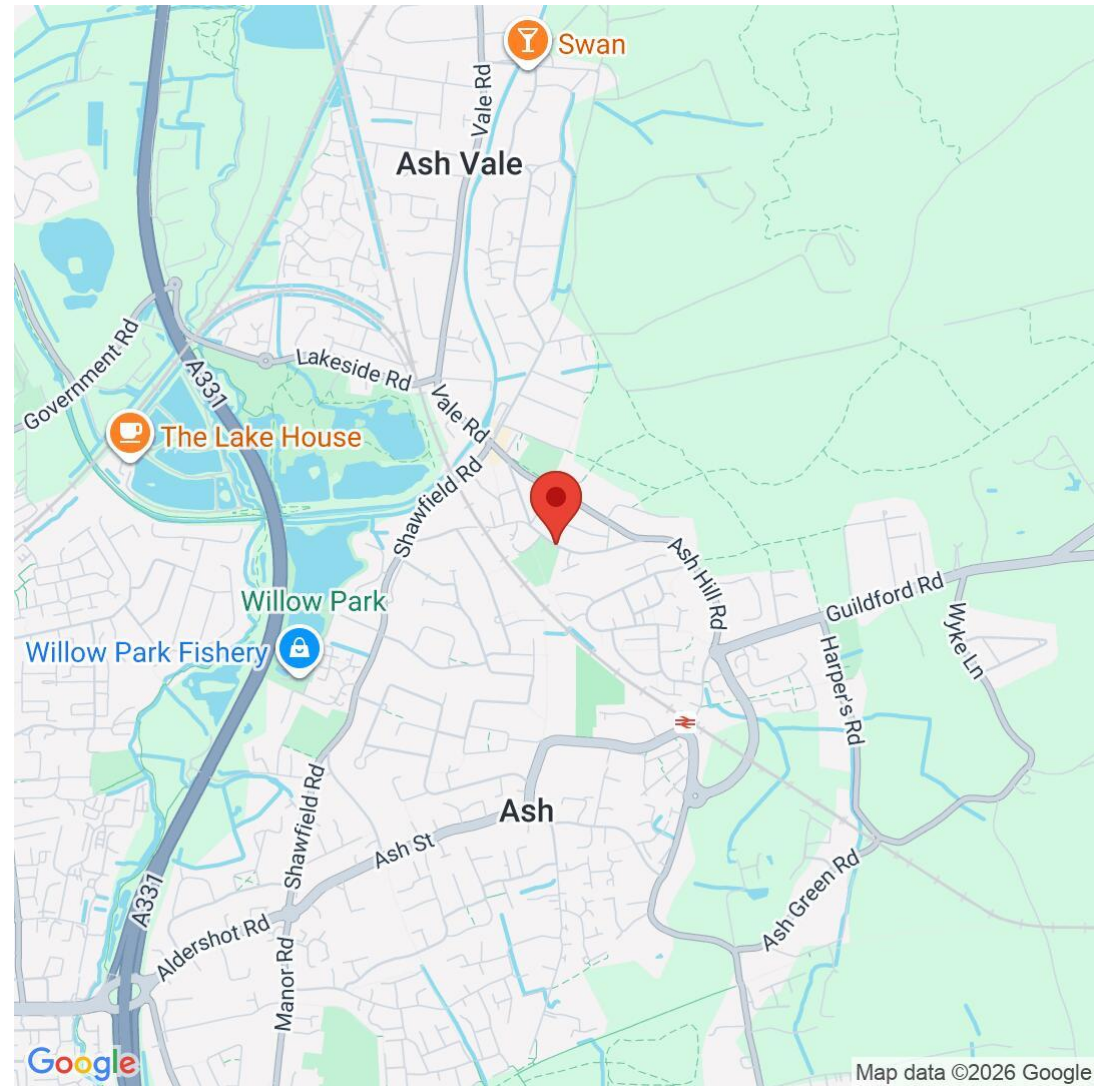 Swan
Vale Rd
Ash Vale
Government Rd
A331
Lakeside Rd
Vale Rd
The Lake House
Shawfield Rd
Ash Hill Rd
Guildford Rd
Willow Park
Wyke Ln
Willow Park Fishery
Harper's Rd
Shawfield Rd
Ash
Ash St
A331
Ash Green Rd
Aldershot Rd
Manor Rd
Google
Map data ©2026 Google